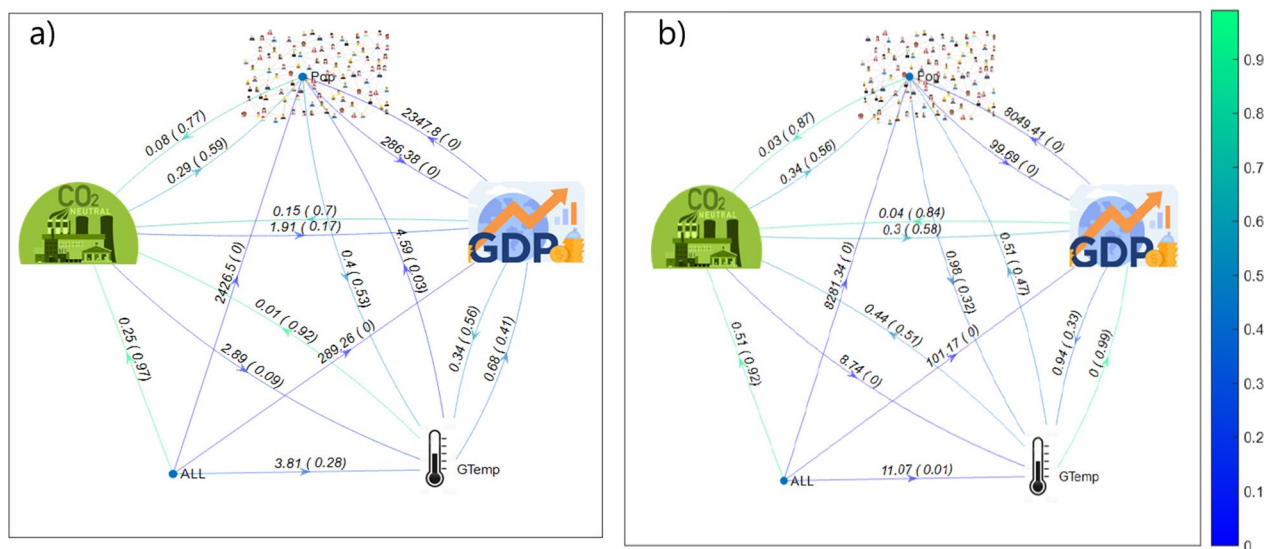 a)
Pop
0.08 ( 0.77)
0.29 ( 0.59)
2347.8 ( 0)
286.38 ( 0)
CO2
NEUTRAL
0.15 ( 0.7)
1.91 ( 0.17)
GDP
2426.5 ( 0)
0.4 ( 0.53)
4.59 ( 0.03)
0.25 ( 0.97)
0.01 ( 0.92)
2.89 ( 0.09)
289.26 ( 0)
0.34 ( 0.56)
0.68 ( 0.41)
ALL
3.81 ( 0.28)
GTemp
b)
Pop
0.03 ( 0.87)
0.34 ( 0.56)
8049.41 ( 0)
99.69 ( 0)
CO2
NEUTRAL
0.04 ( 0.84)
0.3 ( 0.58)
GDP
8281.34 ( 0)
0.98 ( 0.32)
0.51 ( 0.47)
0.51 ( 0.92)
0.44 ( 0.51)
8.74 ( 0)
101.17 ( 0)
0.94 ( 0.33)
0 ( 0.99)
ALL
11.07 ( 0.01)
GTemp
0.9
0.8
0.7
0.6
0.5
0.4
0.3
0.2
0.1
0